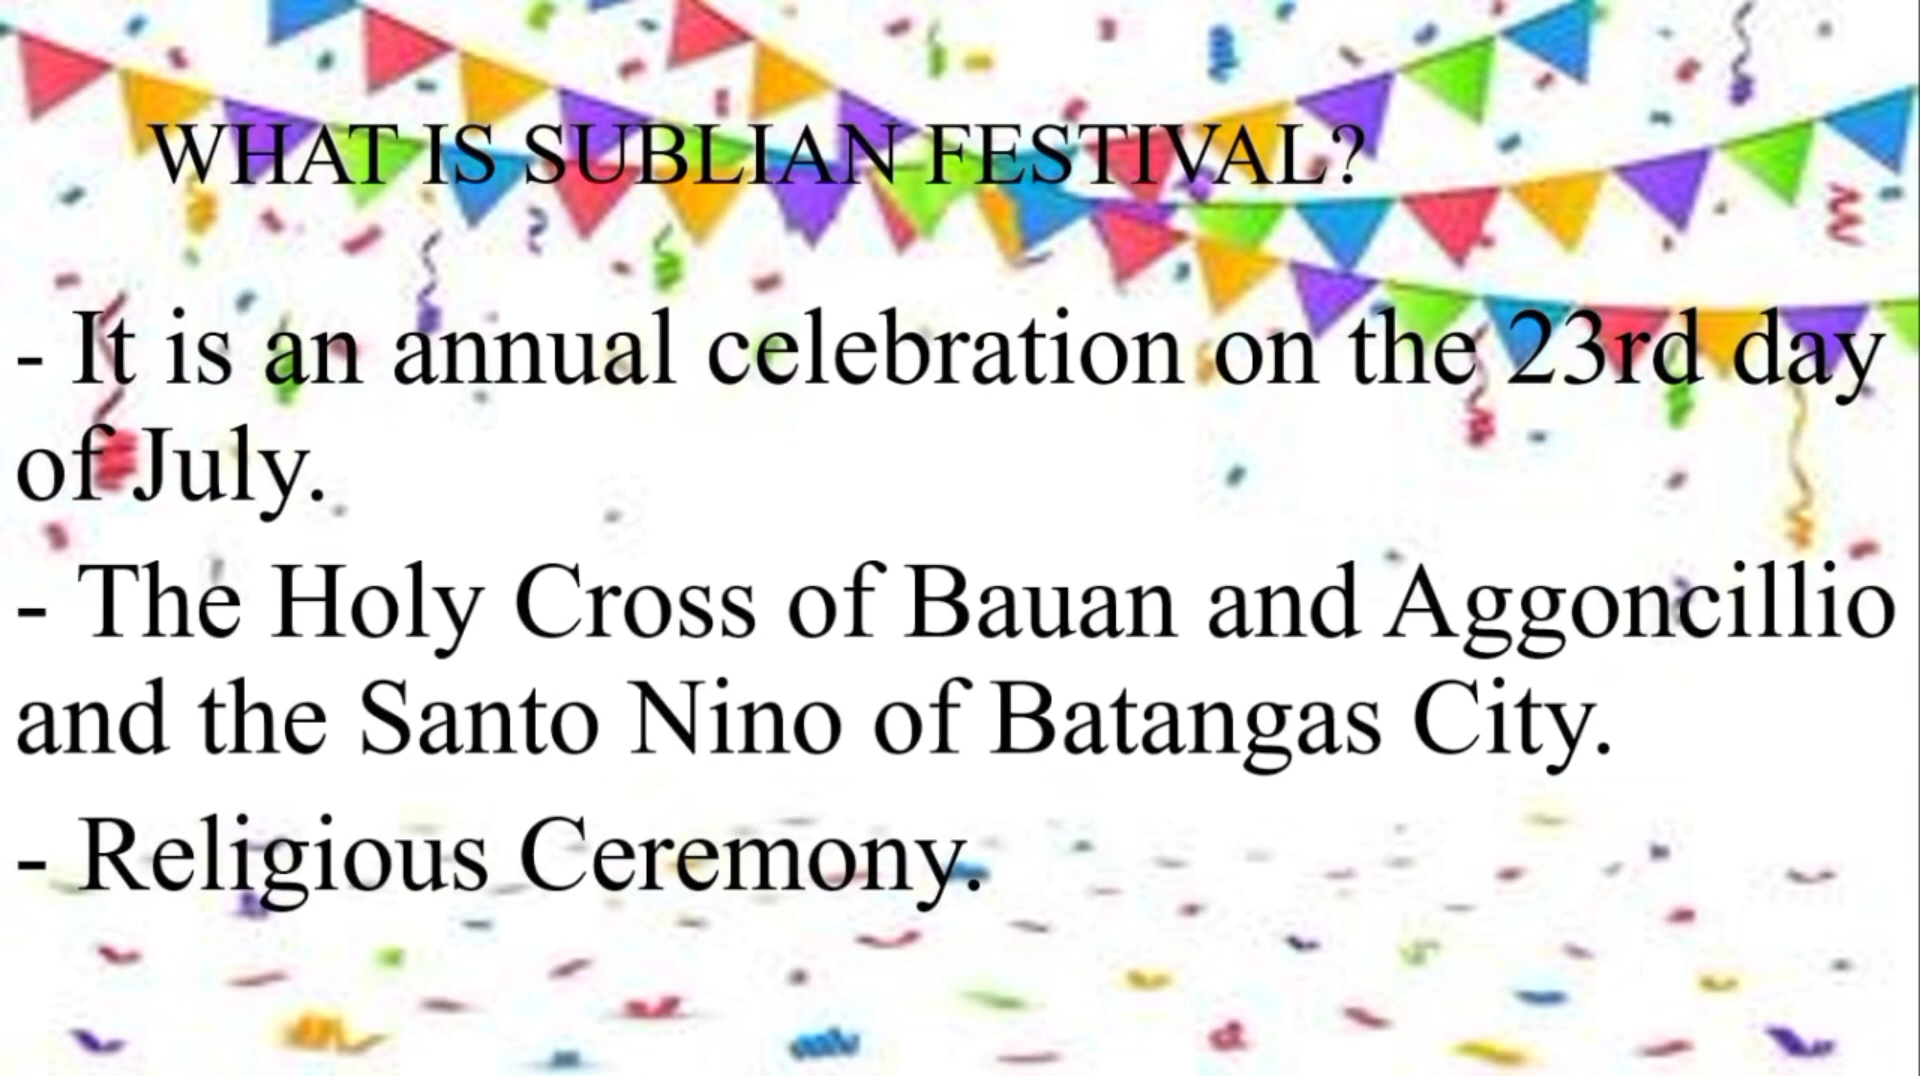 WHAT IS SUBLIAN FESTIVAL?
- It is an annual celebration on the 23rd day
of July.
- The Holy Cross of Bauan and Aggoncillio
and the Santo Nino of Batangas City.
- Religious Ceremony.